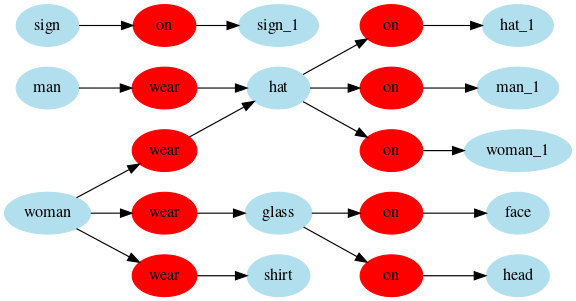 sign on sign_1 on hat_1
man wear hat on man_1
wear on woman_1
woman wear glass on face
wear shirt on head